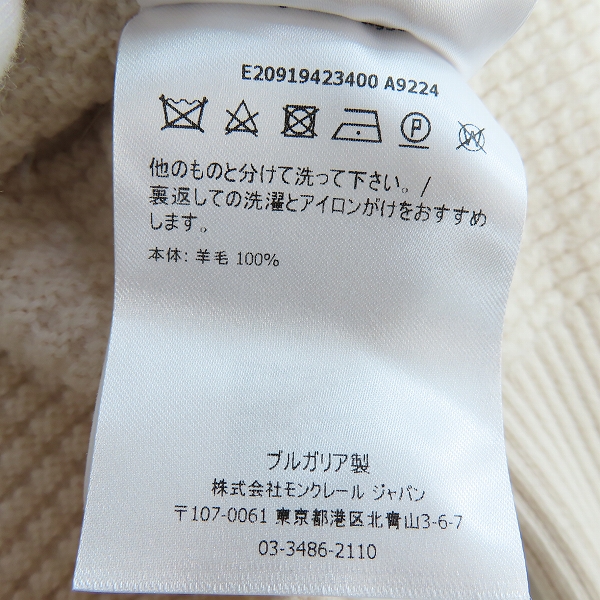 E20919423400 A9224
他のものと分けて洗って下さい。/
裏返しての洗濯とアイロンがけをおすすめ
します。
本体: 羊毛 100%
ブルガリア製
株式会社モンクレール ジャパン
〒107-0061 東京都港区北青山3-6-7
03-3486-2110